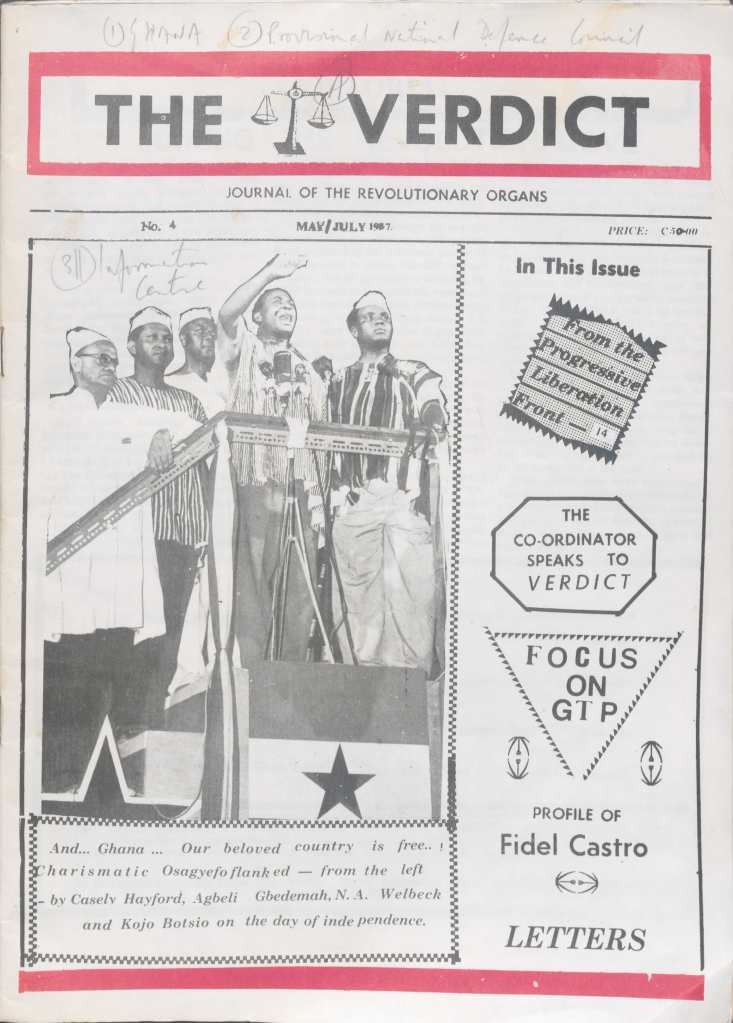 (1) GHANA (2) Provisional National Defence Council
(A)
THE VERDICT
JOURNAL OF THE REVOLUTIONARY ORGANS
No. 4 MAY/JULY 1987. PRICE: C50-00
Information
Centre
In This Issue
From the
Progressive
Liberation
Front — 14
THE
CO-ORDINATOR
SPEAKS TO
VERDICT
FOCUS
ON
GTP
PROFILE OF
Fidel Castro
LETTERS
And... Ghana ... Our beloved country is free.. !
Charismatic Osagyefo flanked — from the left
– by Casely Hayford, Agbeli Gbedemah, N. A. Welbeck
and Kojo Botsio on the day of inde pendence.